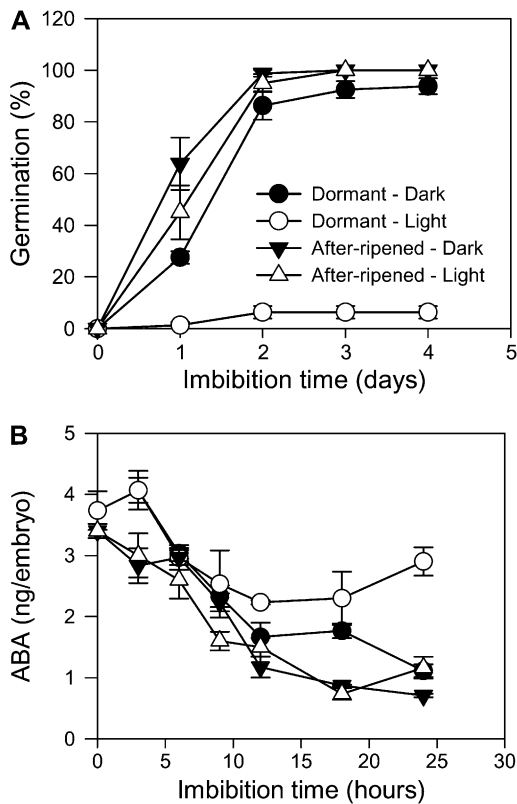 A
120
100
80
60
40
20
0
Germination (%)
Dormant - Dark
Dormant - Light
After-ripened - Dark
After-ripened - Light
0 1 2 3 4 5
Imbibition time (days)
B
5
4
3
2
1
0
ABA (ng/embryo)
0 5 10 15 20 25 30
Imbibition time (hours)